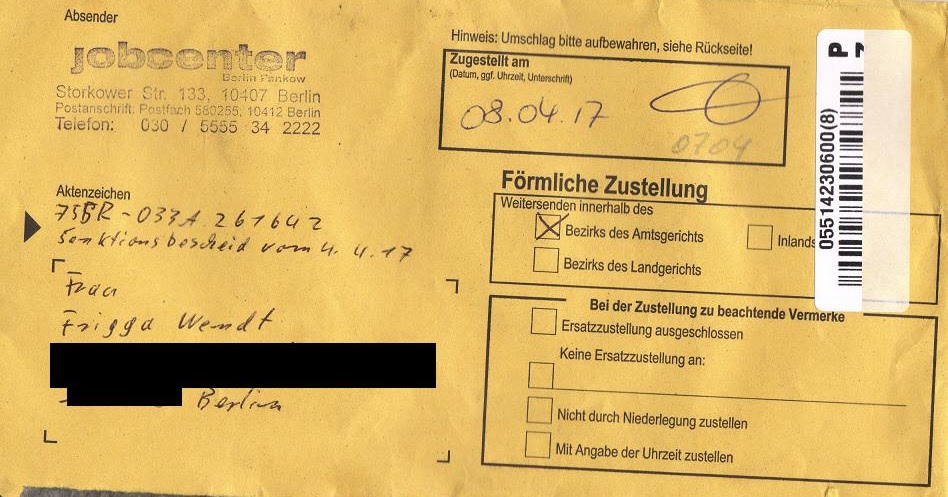 Absender
jobcenter
Berlin Pankow
Storkower Str. 133, 10407 Berlin
Postanschrift: Postfach 580255, 10412 Berlin
Telefon: 030 / 5555 34 2222
Hinweis: Umschlag bitte aufbewahren, siehe Rückseite!
Zugestellt am
(Datum, ggf. Uhrzeit, Unterschrift)
08.04.17
0704
Aktenzeichen
75BR-033A261642
Sanktionsbescheid vom 4.4.17
Frau
Frigga Wendt
Berlin
Förmliche Zustellung
Weitersenden innerhalb des
Bezirks des Amtsgerichts
Inlands
Bezirks des Landgerichts
Bei der Zustellung zu beachtende Vermerke
Ersatzzustellung ausgeschlossen
Keine Ersatzzustellung an:
Nicht durch Niederlegung zustellen
Mit Angabe der Uhrzeit zustellen
P
05514230600(8)